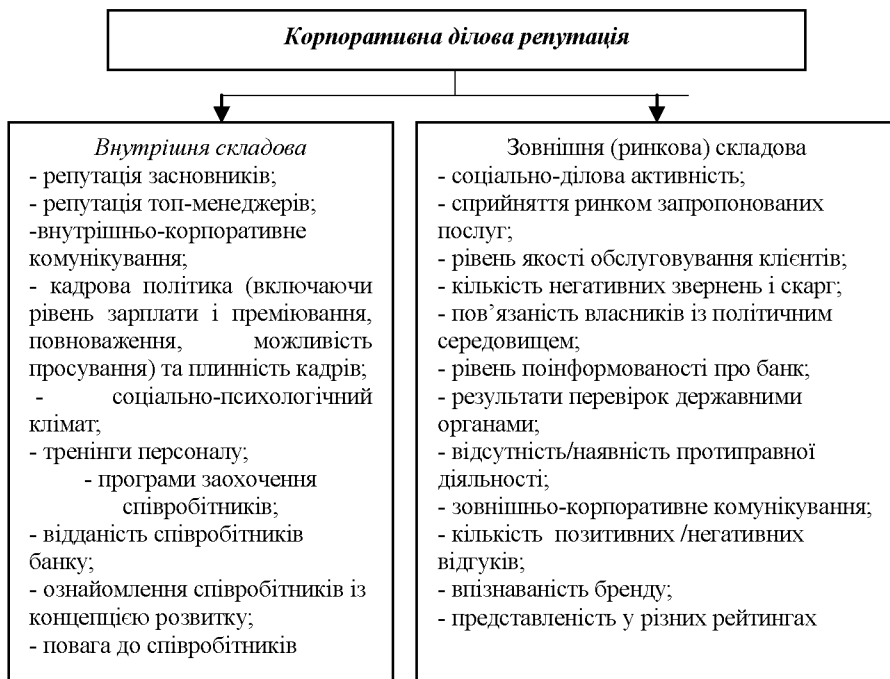 Корпоративна ділова репутація
Внутрішня складова
- репутація засновників;
- репутація топ-менеджерів;
-внутрішньо-корпоративне
комунікування;
- кадрова політика (включаючи
рівень зарплати і преміювання,
повноваження, можливість
просування) та плинність кадрів;
- соціально-психологічний
клімат;
- тренінги персоналу;
- програми заохочення
співробітників;
- відданість співробітників
банку;
- ознайомлення співробітників із
концепцією розвитку;
- повага до співробітників
Зовнішня (ринкова) складова
- соціально-ділова активність;
- сприйняття ринком запропонованих
послуг;
- рівень якості обслуговування клієнтів;
- кількість негативних звернень і скарг;
- пов’язаність власників із політичним
середовищем;
- рівень поінформованості про банк;
- результати перевірок державними
органами;
- відсутність/наявність протиправної
діяльності;
- зовнішньо-корпоративне комунікування;
- кількість позитивних /негативних
відгуків;
- впізнаваність бренду;
- представленість у різних рейтингах